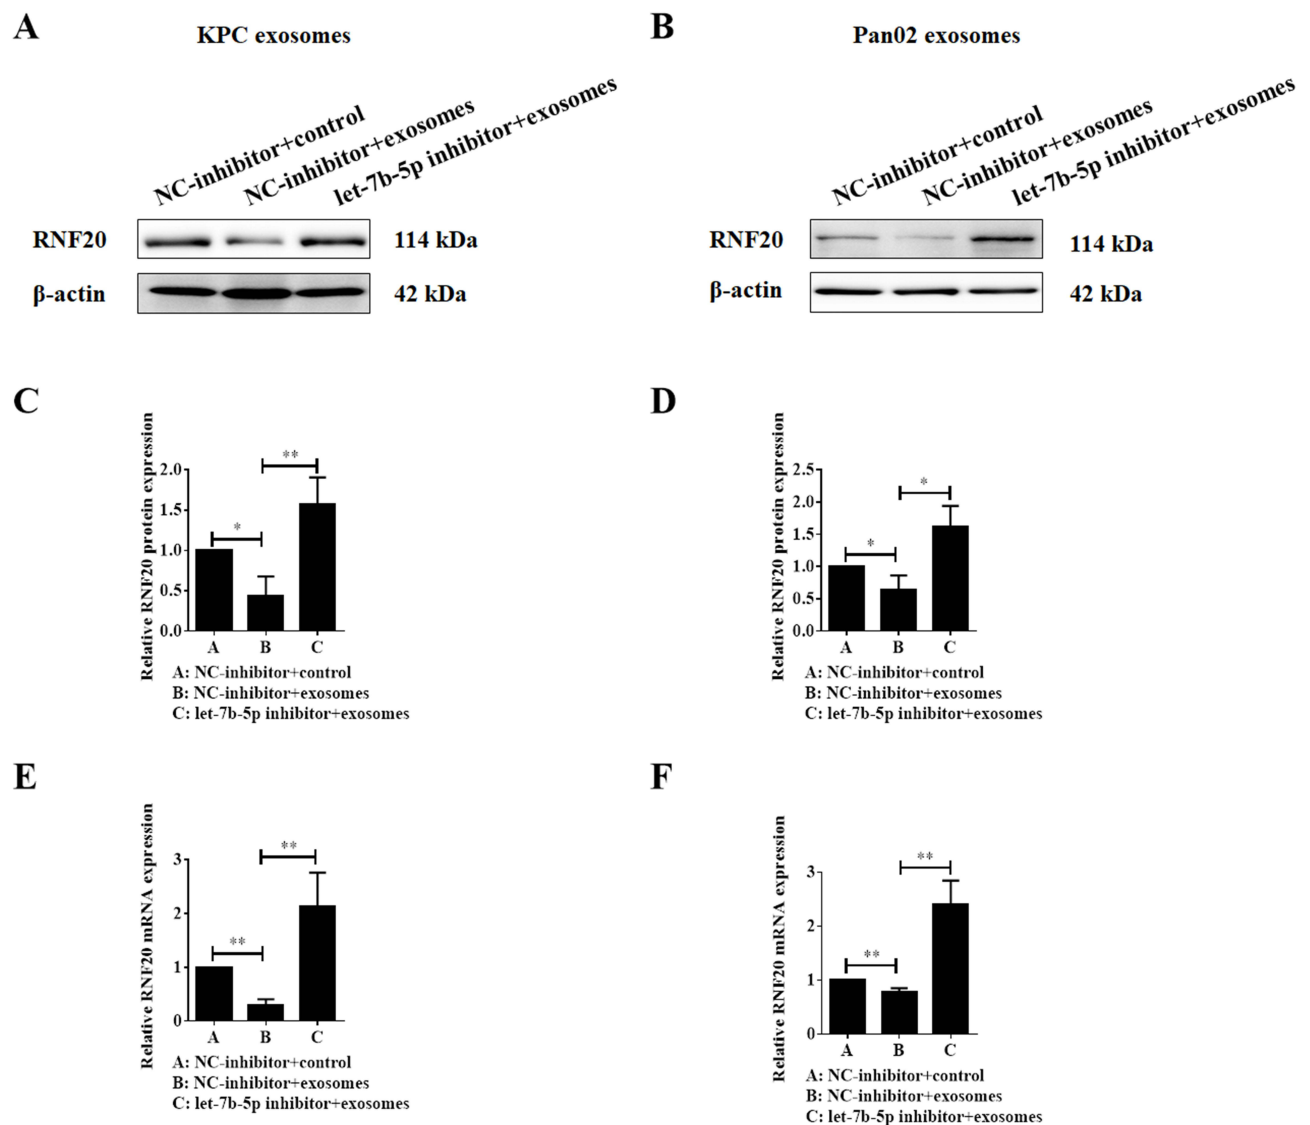 A
KPC exosomes
NC-inhibitor+control
NC-inhibitor+exosomes
let-7b-5p inhibitor+exosomes
RNF20
114 kDa
β-actin
42 kDa
B
Pan02 exosomes
NC-inhibitor+control
NC-inhibitor+exosomes
let-7b-5p inhibitor+exosomes
RNF20
114 kDa
β-actin
42 kDa
C
Relative RNF20 protein expression
2.0
1.5
1.0
0.5
0.0
*
**
A B C
A: NC-inhibitor+control
B: NC-inhibitor+exosomes
C: let-7b-5p inhibitor+exosomes
D
Relative RNF20 protein expression
2.5
2.0
1.5
1.0
0.5
0.0
*
*
A B C
A: NC-inhibitor+control
B: NC-inhibitor+exosomes
C: let-7b-5p inhibitor+exosomes
E
Relative RNF20 mRNA expression
3
2
1
0
**
**
A B C
A: NC-inhibitor+control
B: NC-inhibitor+exosomes
C: let-7b-5p inhibitor+exosomes
F
Relative RNF20 mRNA expression
3
2
1
0
**
**
A B C
A: NC-inhibitor+control
B: NC-inhibitor+exosomes
C: let-7b-5p inhibitor+exosomes